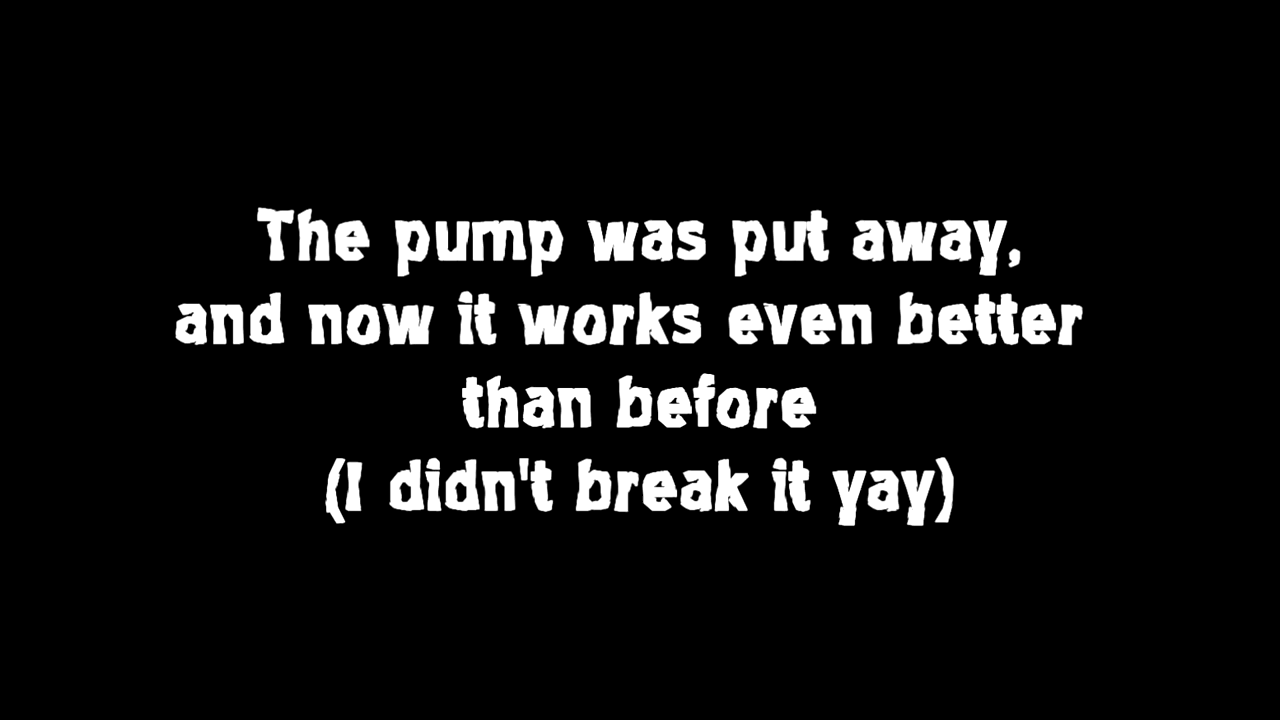 The pump was put away,
and now it works even better
than before
(I didn't break it yay)